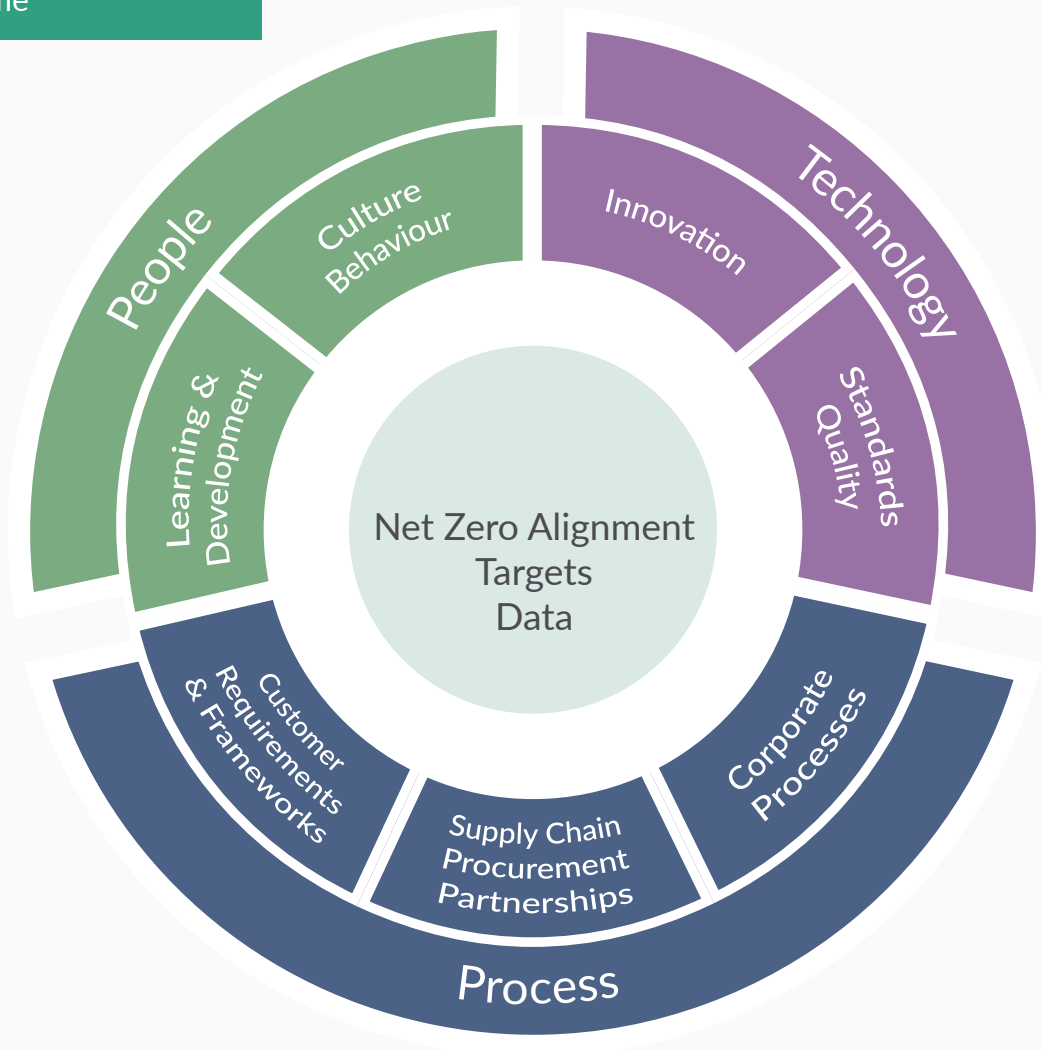 People
Culture
Behaviour
Learning &
Development
Technology
Innovation
Standards
Quality
Net Zero Alignment
Targets
Data
Customer
Requirements
& Frameworks
Supply Chain
Procurement
Partnerships
Corporate
Processes
Process